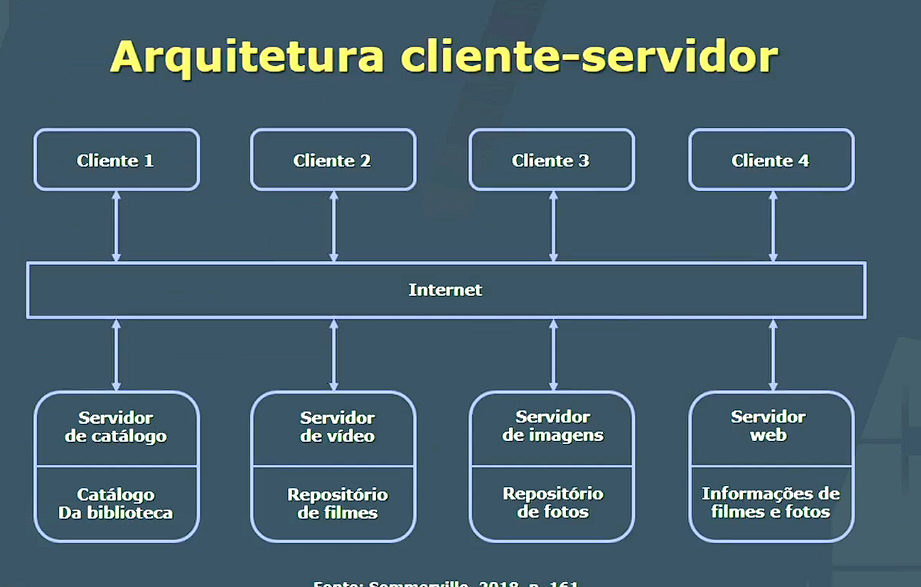 Arquitetura cliente-servidor
Cliente 1
Cliente 2
Cliente 3
Cliente 4
Internet
Servidor
de catálogo
Catálogo
Da biblioteca
Servidor
de vídeo
Repositório
de filmes
Servidor
de imagens
Repositório
de fotos
Servidor
web
Informações de
filmes e fotos
Fonte: Sommerville, 2018, p. 161